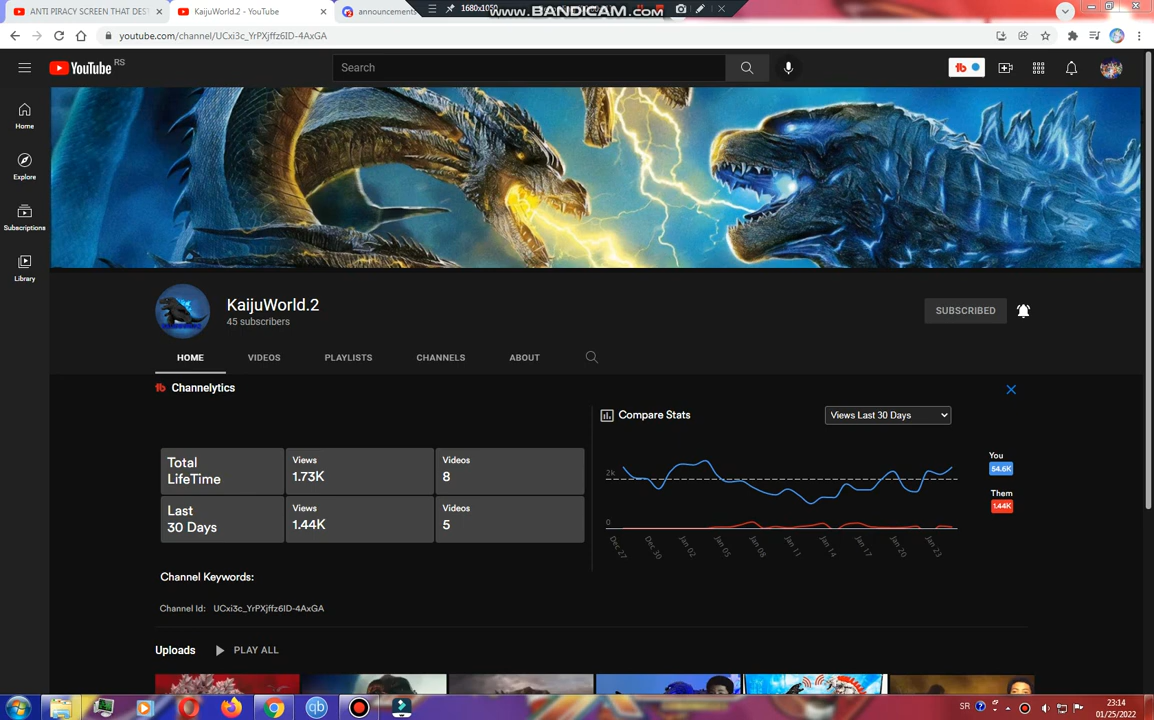 ANTI PIRACY SCREEN THAT DEST
KaijuWorld.2 - YouTube
announcements
1680x1050
www.BANDICAM.com
youtube.com/channel/UCxi3c_YrPXjffz6ID-4AxGA
YouTube RS
Search
tb
Home
Explore
Subscriptions
Library
KaijuWorld.2
45 subscribers
SUBSCRIBED
HOME VIDEOS PLAYLISTS CHANNELS ABOUT
tb Channelytics
Compare Stats
Views Last 30 Days
Total LifeTime
Views
1.73K
Videos
8
Last 30 Days
Views
1.44K
Videos
5
2k
0
Dec 27 Dec 30 Jan 02 Jan 05 Jan 08 Jan 11 Jan 14 Jan 17 Jan 20 Jan 23
You
54.6K
Them
1.44K
Channel Keywords:
Channel Id: UCxi3c_YrPXjffz6ID-4AxGA
Uploads PLAY ALL
qb
SR
23:14
01/25/2022